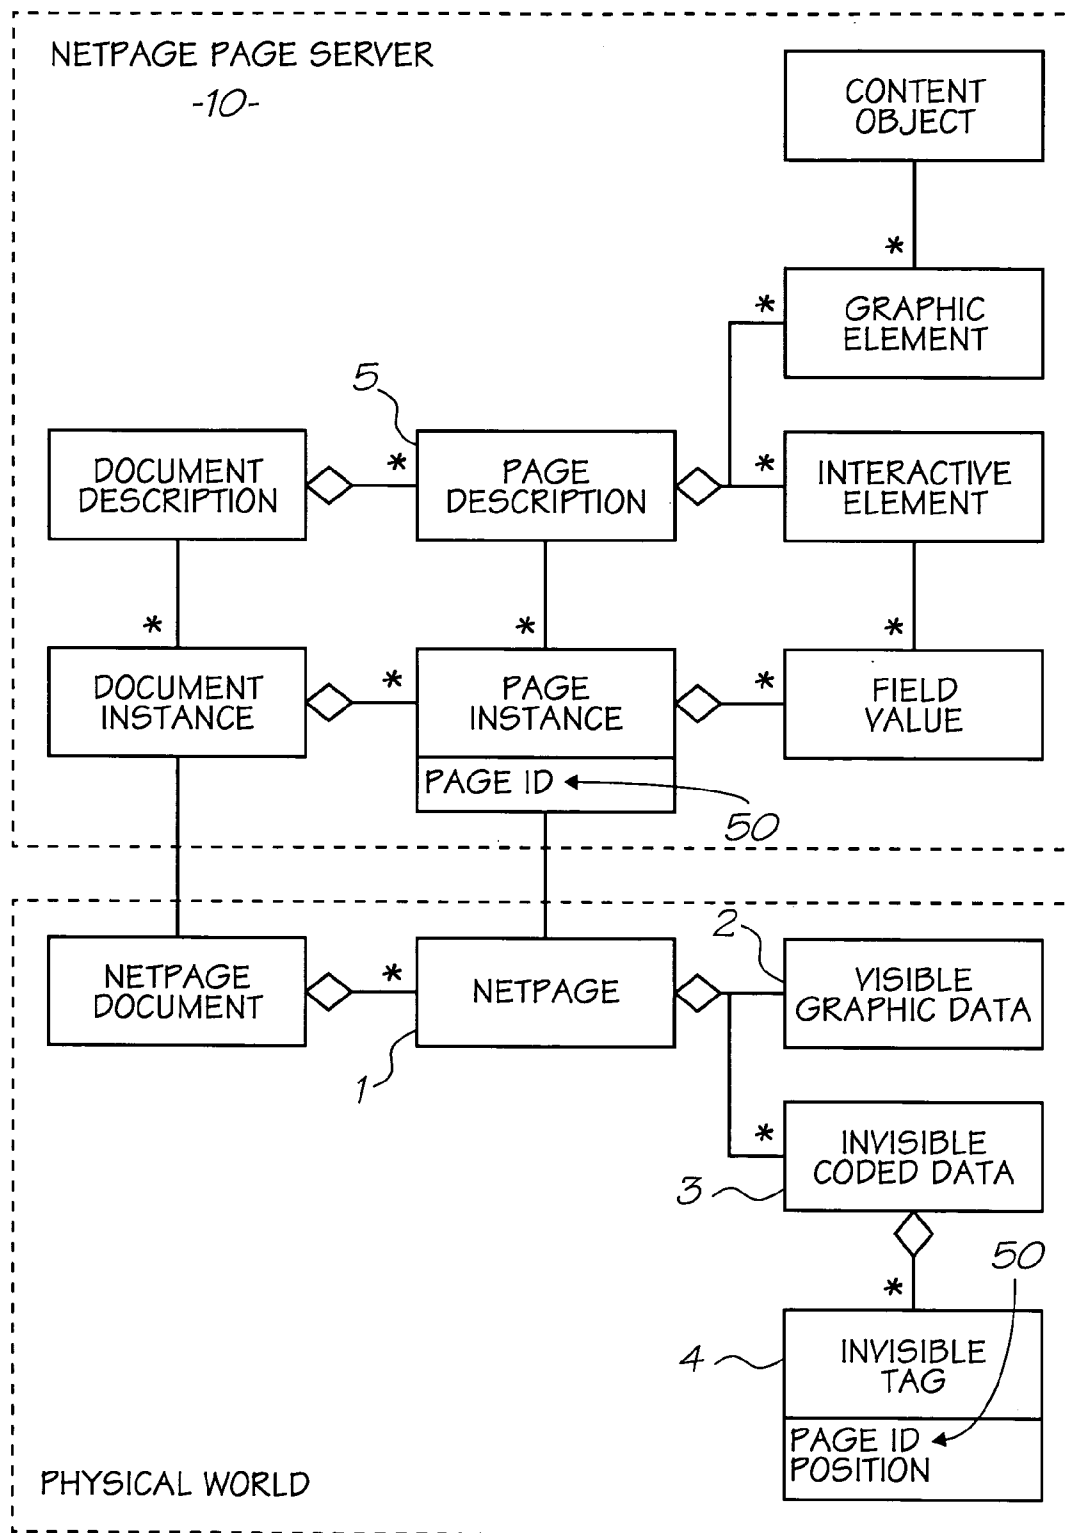 NETPAGE PAGE SERVER
-10-
CONTENT
OBJECT
*
GRAPHIC
ELEMENT
*
5
DOCUMENT
DESCRIPTION
*
PAGE
DESCRIPTION
*
INTERACTIVE
ELEMENT
*
*
*
DOCUMENT
INSTANCE
*
PAGE
INSTANCE
*
FIELD
VALUE
PAGE ID
50
2
NETPAGE
DOCUMENT
*
NETPAGE
VISIBLE
GRAPHIC DATA
1
*
INVISIBLE
CODED DATA
3
50
*
4
INVISIBLE
TAG
PAGE ID
POSITION
PHYSICAL WORLD